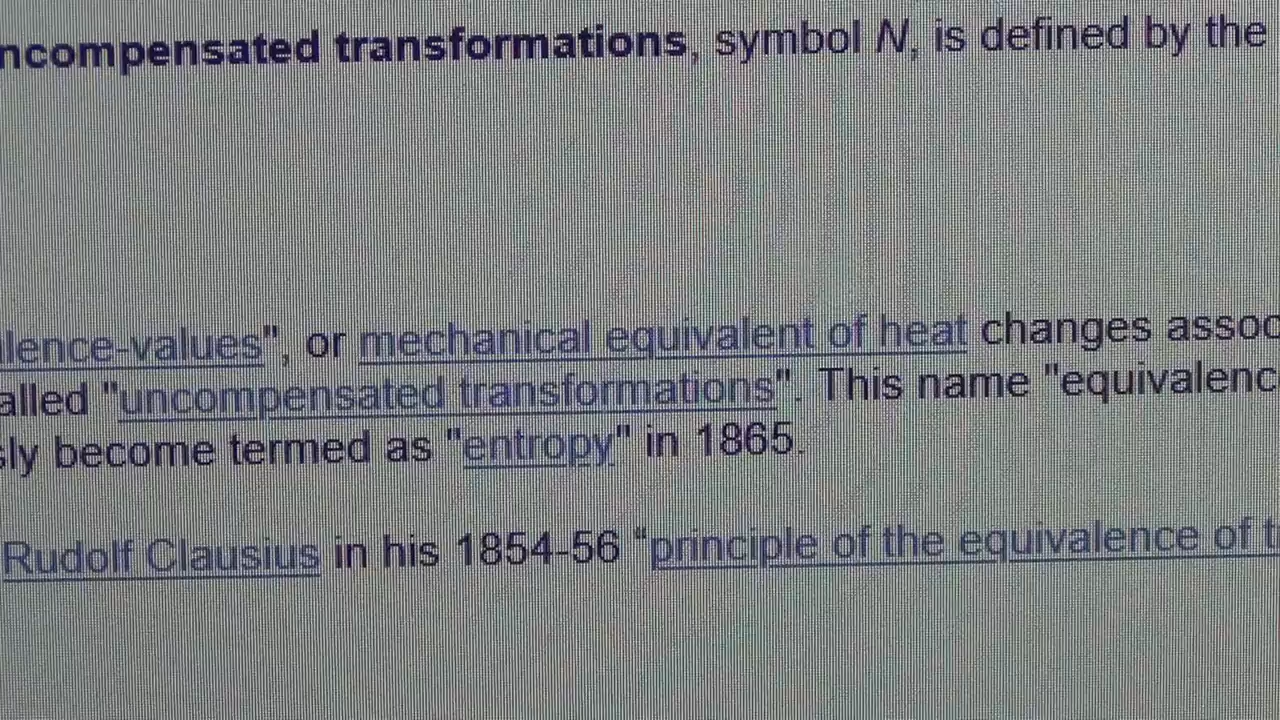 ncompensated transformations, symbol N, is defined by the
lence-values", or mechanical equivalent of heat changes assoc
alled "uncompensated transformations". This name "equivalenc
sly become termed as "entropy" in 1865.
Rudolf Clausius in his 1854-56 “principle of the equivalence of t